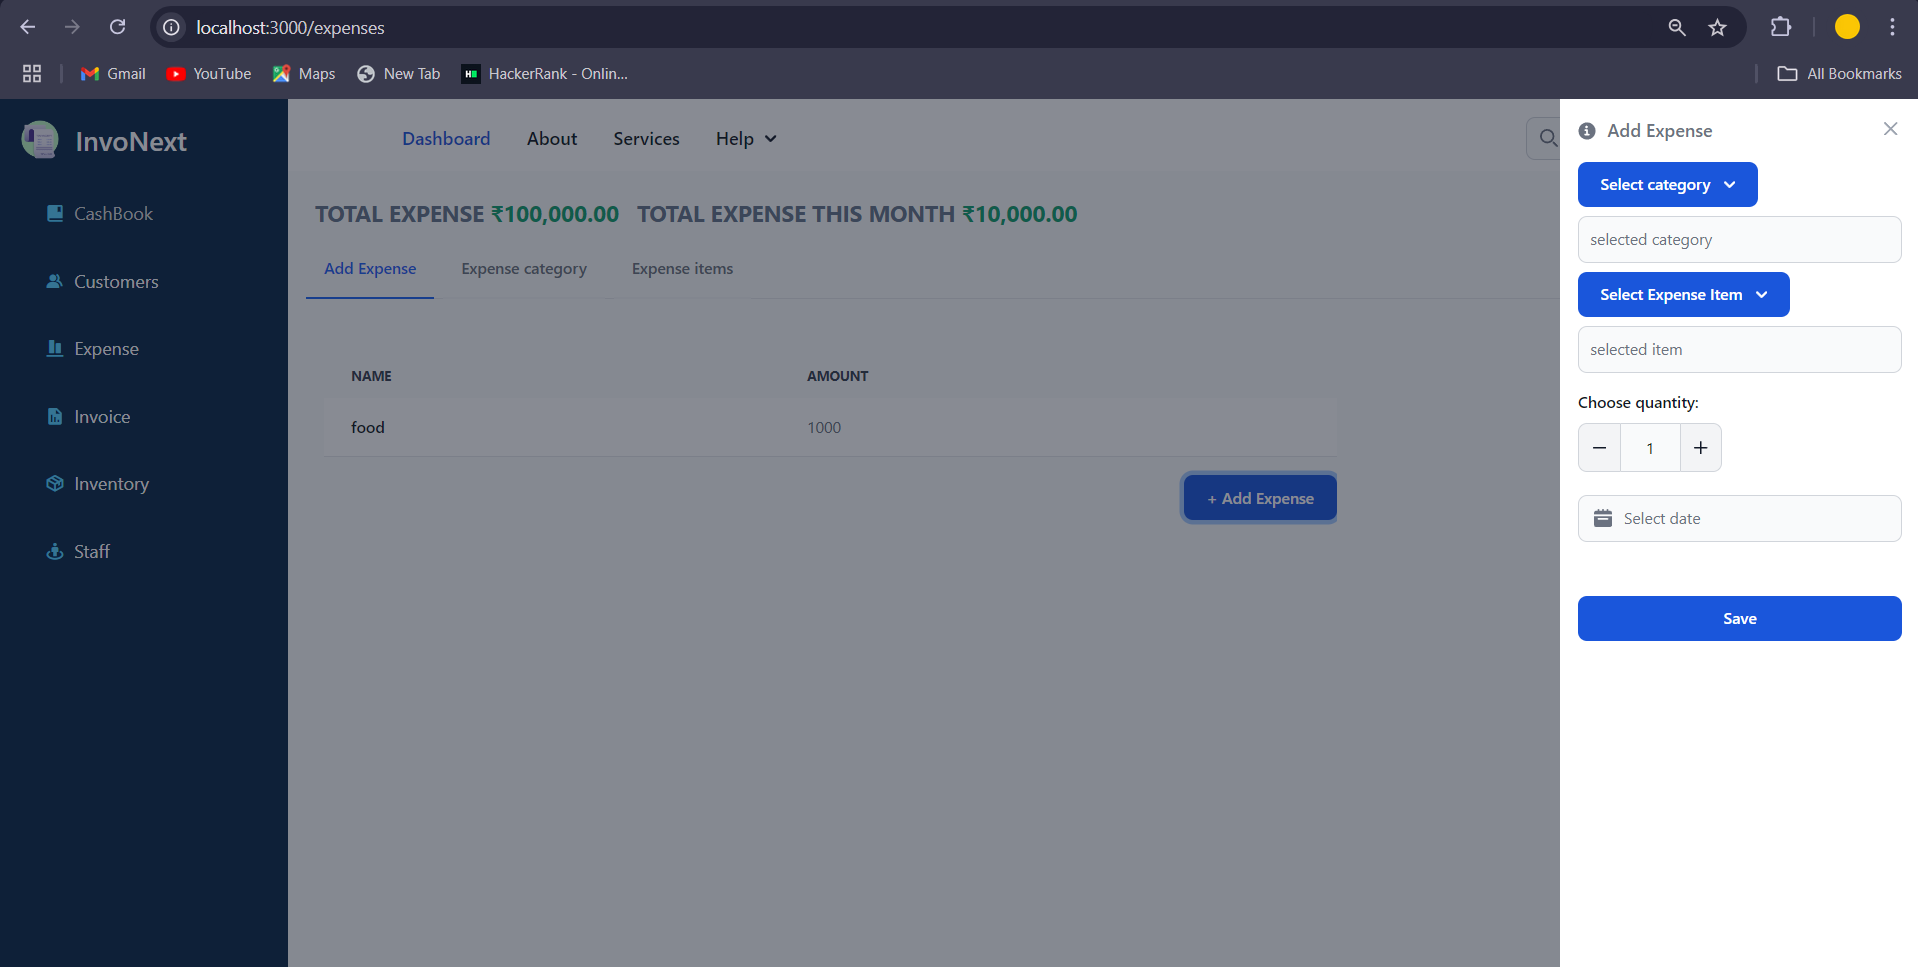 localhost:3000/expenses
Gmail YouTube Maps New Tab HackerRank - Onlin... All Bookmarks
InvoNext
CashBook
Customers
Expense
Invoice
Inventory
Staff
Dashboard About Services Help
TOTAL EXPENSE ₹100,000.00 TOTAL EXPENSE THIS MONTH ₹10,000.00
Add Expense Expense category Expense items
NAME AMOUNT
food 1000
+ Add Expense
Add Expense
Select category
selected category
Select Expense Item
selected item
Choose quantity:
1
Select date
Save